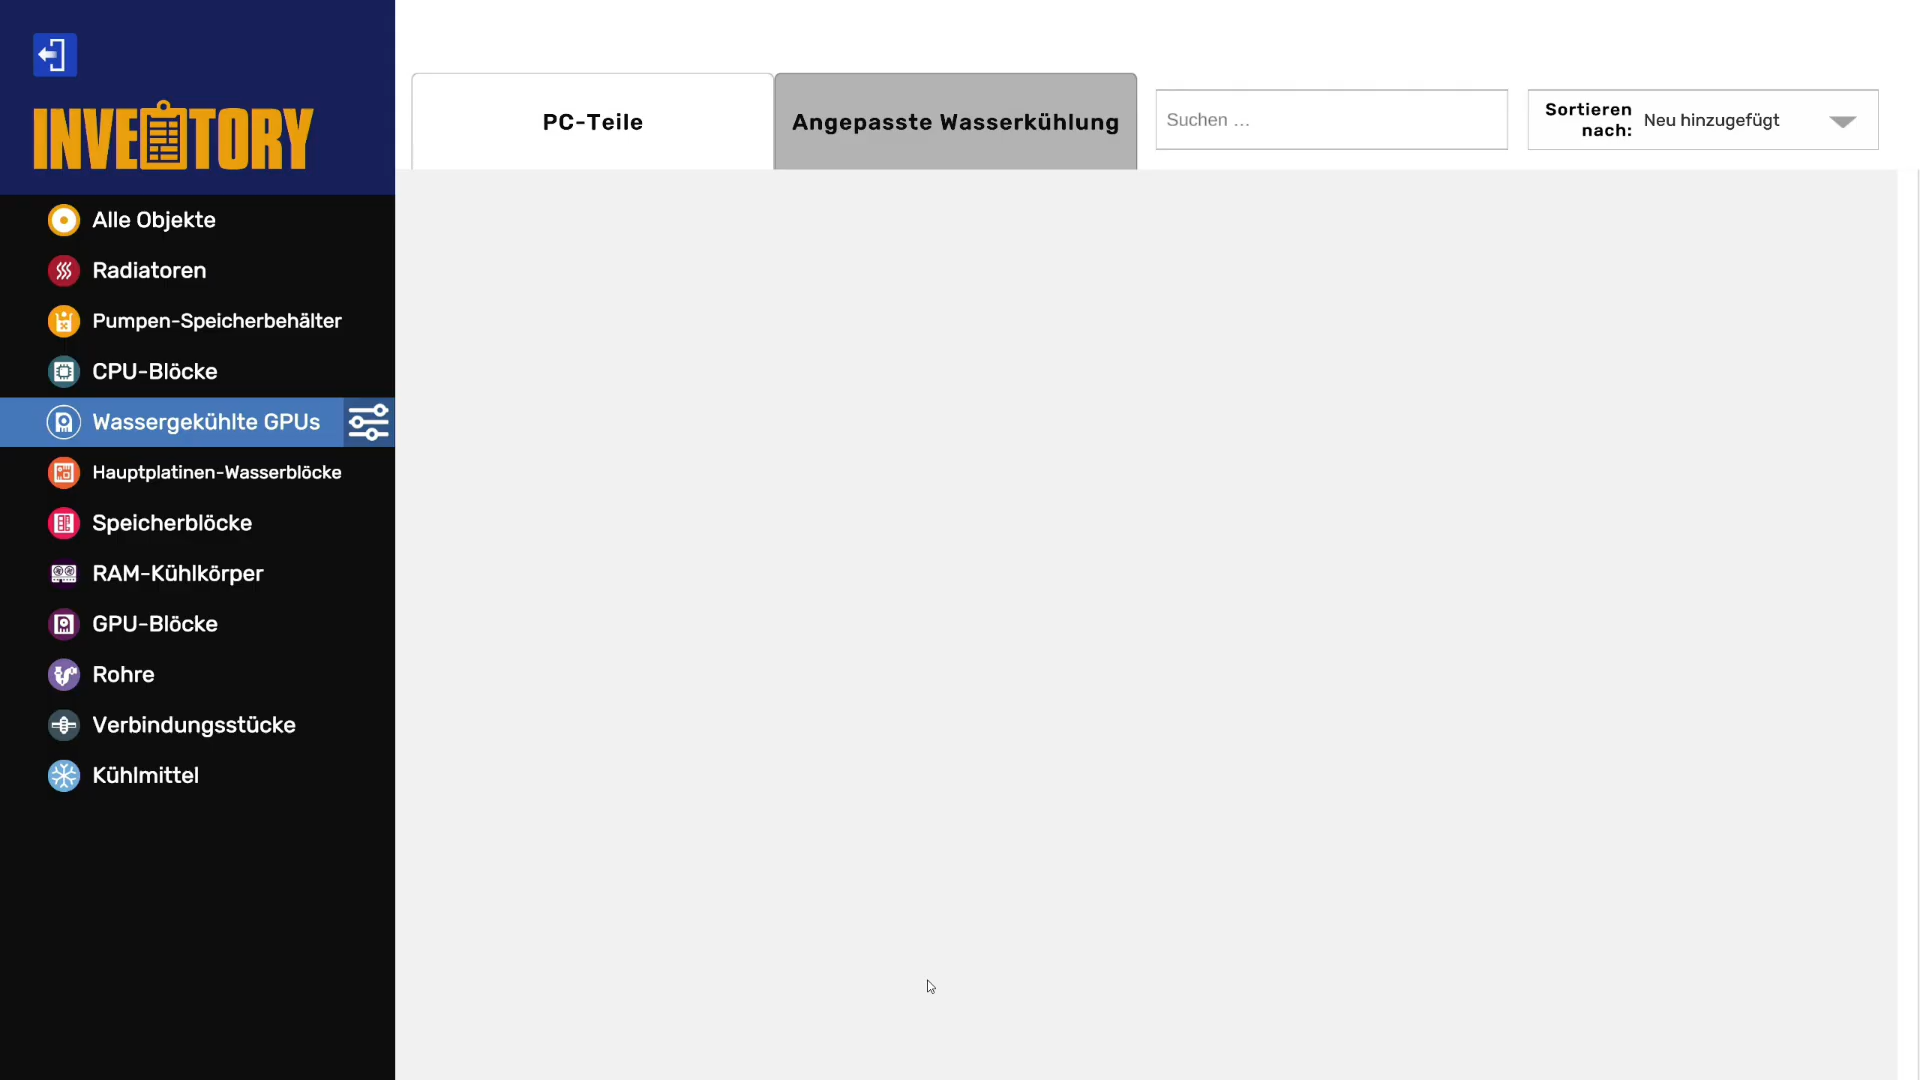 INVENTORY
PC-Teile
Angepasste Wasserkühlung
Suchen ...
Sortieren
nach:
Neu hinzugefügt
Alle Objekte
Radiatoren
Pumpen-Speicherbehälter
CPU-Blöcke
Wassergekühlte GPUs
Hauptplatinen-Wasserblöcke
Speicherblöcke
RAM-Kühlkörper
GPU-Blöcke
Rohre
Verbindungsstücke
Kühlmittel